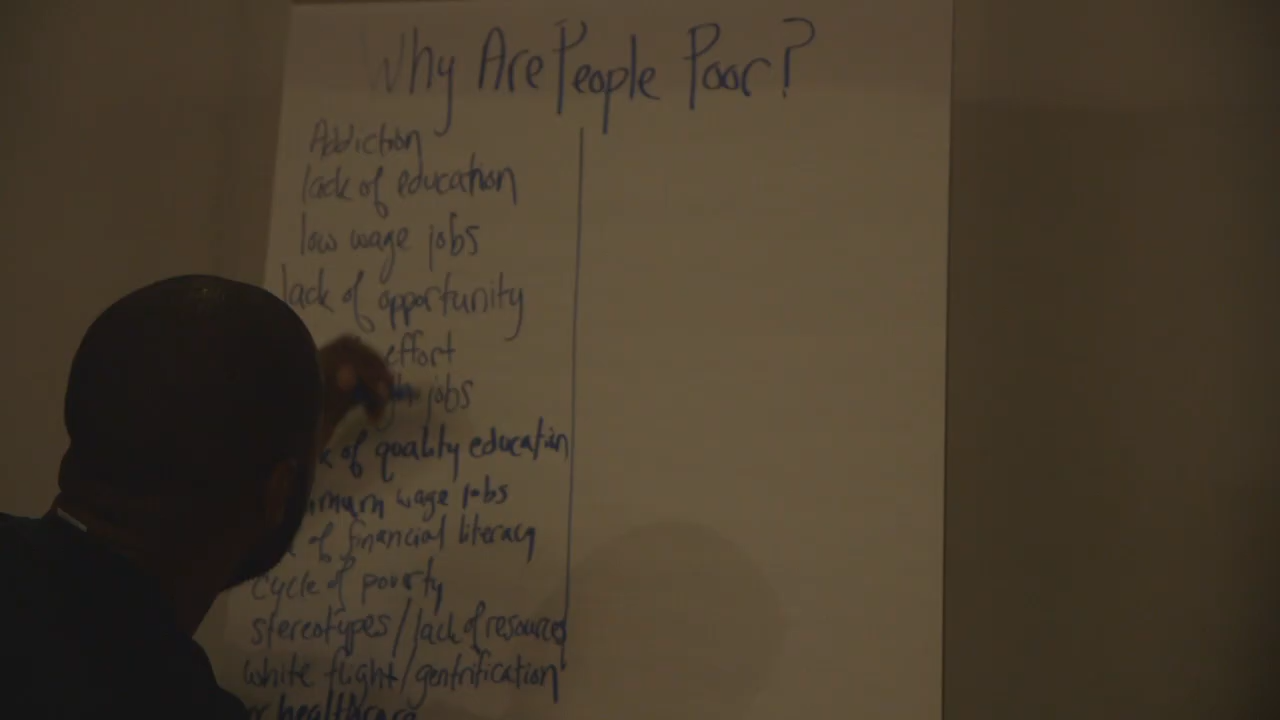 Why Are People Poor?
Addiction
lack of education
low wage jobs
lack of opportunity
effort
jobs
of quality education
wage jobs
of financial literacy
cycle of poverty
stereotypes/lack of resources
white flight/gentrification
healthcare